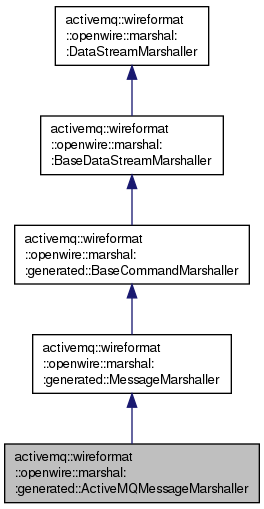 activemq::wireformat
::openwire::marshal:
:DataStreamMarshaller
activemq::wireformat
::openwire::marshal:
:BaseDataStreamMarshaller
activemq::wireformat
::openwire::marshal:
:generated::BaseCommandMarshaller
activemq::wireformat
::openwire::marshal:
:generated::MessageMarshaller
activemq::wireformat
::openwire::marshal:
:generated::ActiveMQMessageMarshaller